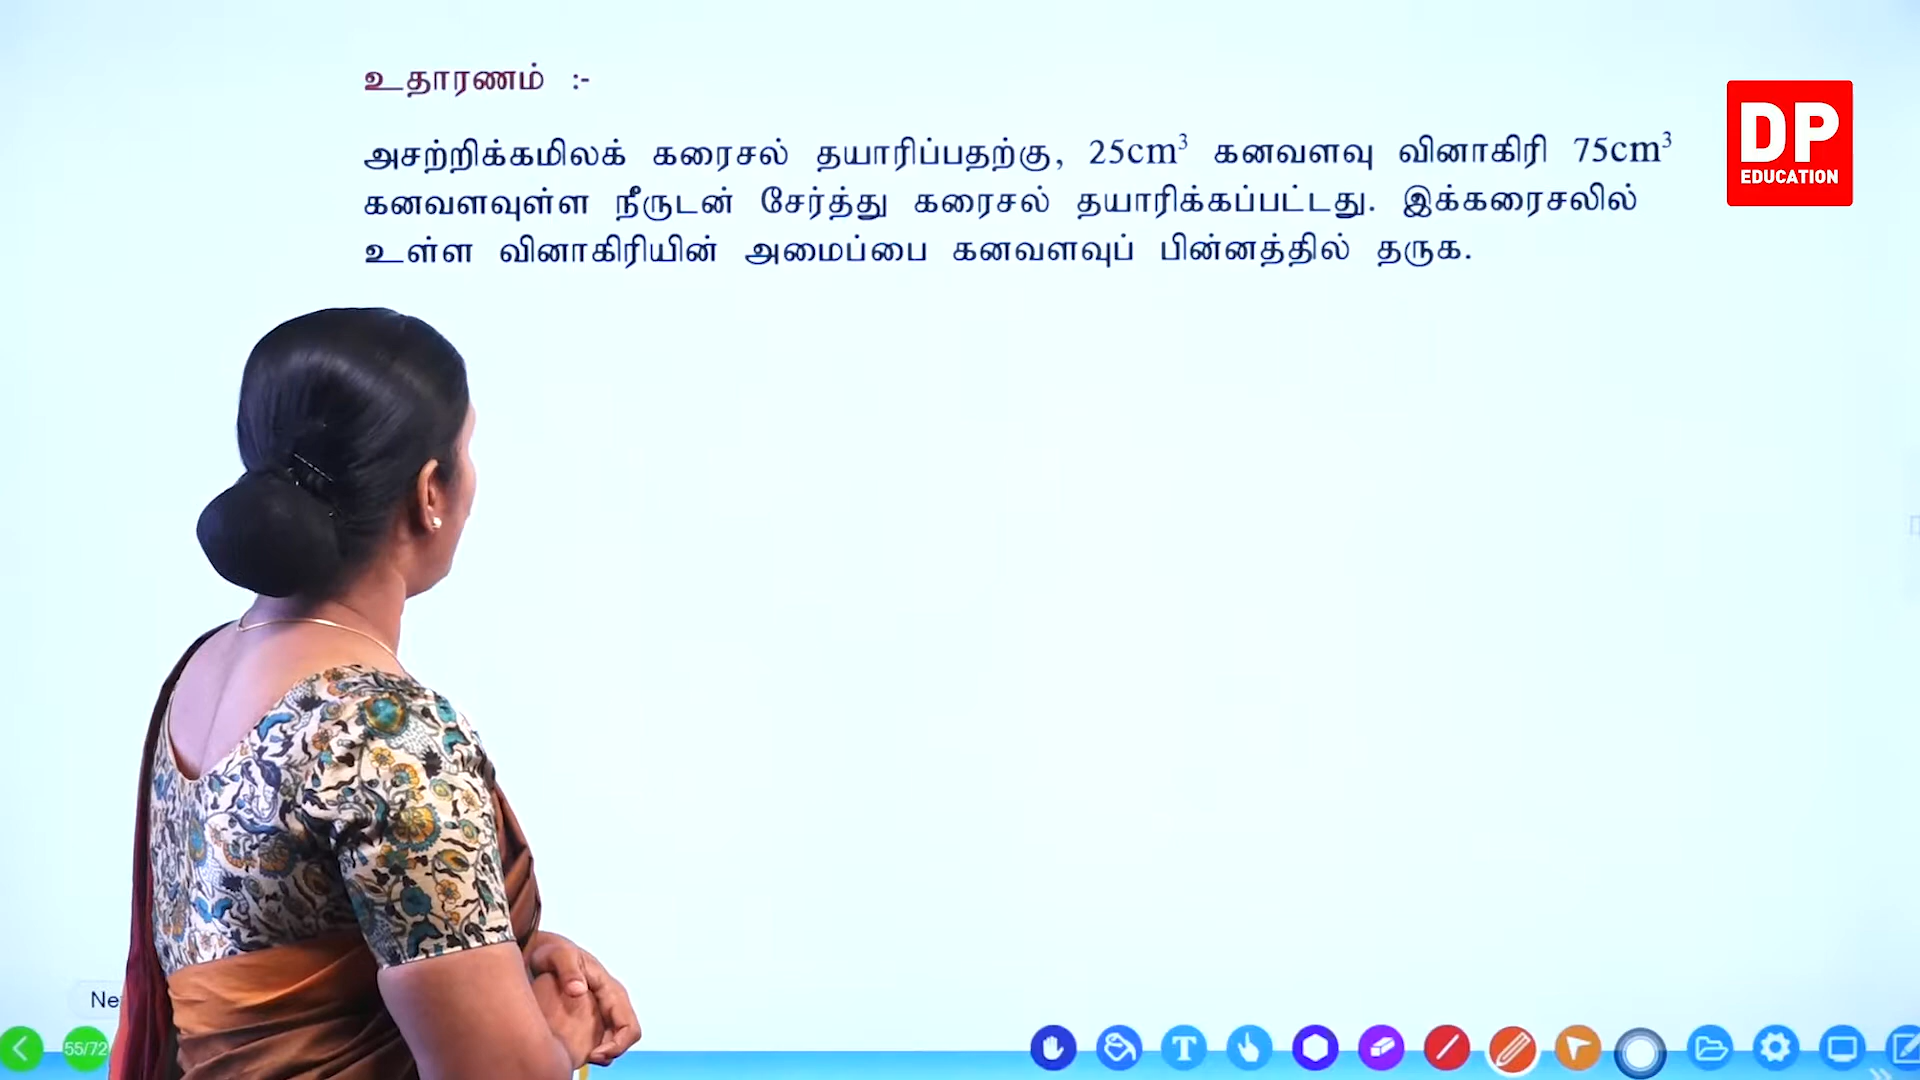 உதாரணம் :-
அசற்றிக்கமிலக் கரைசல் தயாரிப்பதற்கு, 25cm³ கனவளவு வினாகிரி 75cm³
கனவளவுள்ள நீருடன் சேர்த்து கரைசல் தயாரிக்கப்பட்டது. இக்கரைசலில்
உள்ள வினாகிரியின் அமைப்பை கனவளவுப் பின்னத்தில் தருக.
DP
EDUCATION
55/72